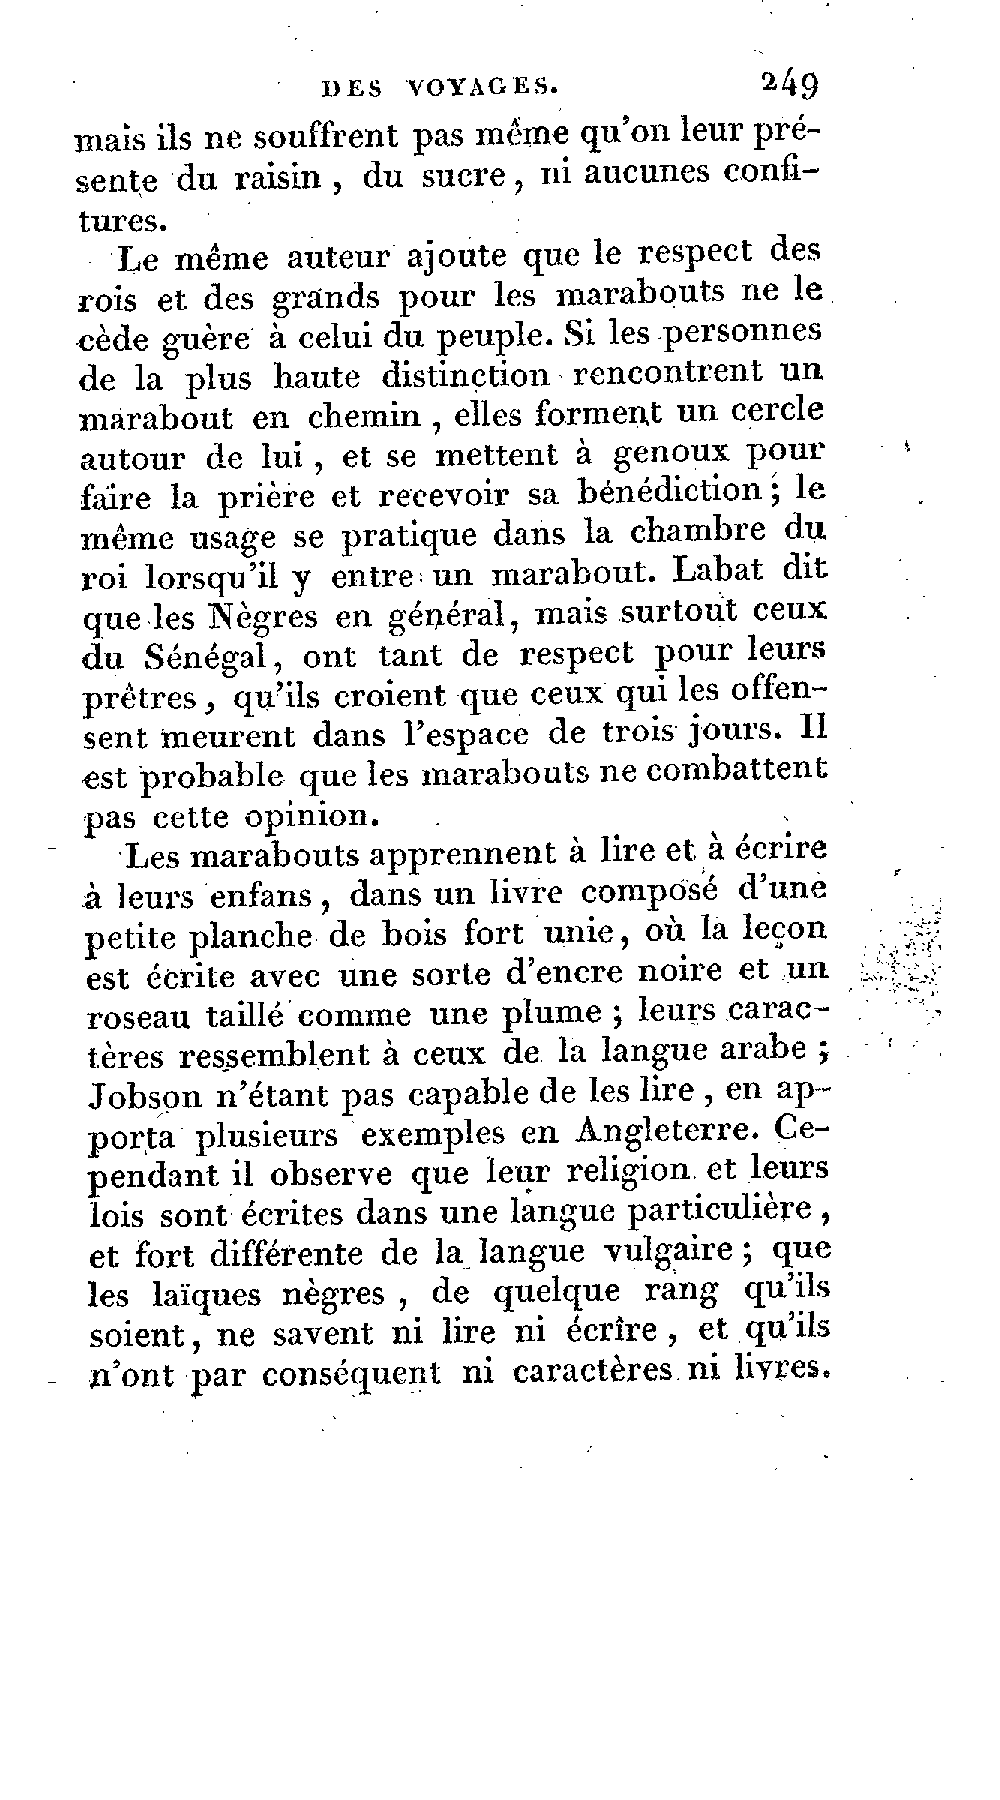 DES VOYAGES. 249
mais ils ne souffrent pas même qu'on leur pré-
sente du raisin, du sucre, ni aucunes confi-
tures.
Le même auteur ajoute que le respect des
rois et des grands pour les marabouts ne le
cède guère à celui du peuple. Si les personnes
de la plus haute distinction rencontrent un
marabout en chemin, elles forment un cercle
autour de lui, et se mettent à genoux pour
faire la prière et recevoir sa bénédiction; le
même usage se pratique dans la chambre du
roi lorsqu'il y entre un marabout. Labat dit
que les Nègres en général, mais surtout ceux
du Sénégal, ont tant de respect pour leurs
prêtres, qu'ils croient que ceux qui les offen-
sent meurent dans l'espace de trois jours. Il
est probable que les marabouts ne combattent
pas cette opinion.
Les marabouts apprennent à lire et à écrire
à leurs enfans, dans un livre composé d'une
petite planche de bois fort unie, où la leçon
est écrite avec une sorte d'encre noire et un
roseau taillé comme une plume; leurs carac-
tères ressemblent à ceux de la langue arabe;
Jobson n'étant pas capable de les lire, en ap-
porta plusieurs exemples en Angleterre. Ce-
pendant il observe que leur religion et leurs
lois sont écrites dans une langue particulière,
et fort différente de la langue vulgaire; que
les laïques nègres, de quelque rang qu'ils
soient, ne savent ni lire ni écrire, et qu'ils
n'ont par conséquent ni caractères ni livres.